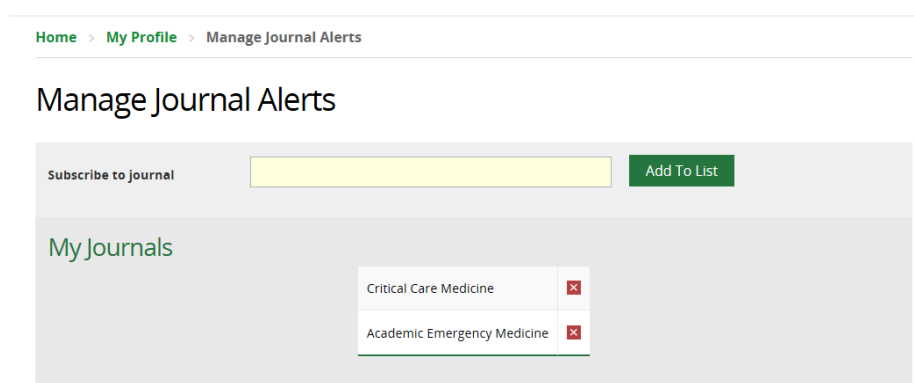 Home > My Profile > Manage Journal Alerts
Manage Journal Alerts
Subscribe to journal Add To List
My Journals
Critical Care Medicine
Academic Emergency Medicine